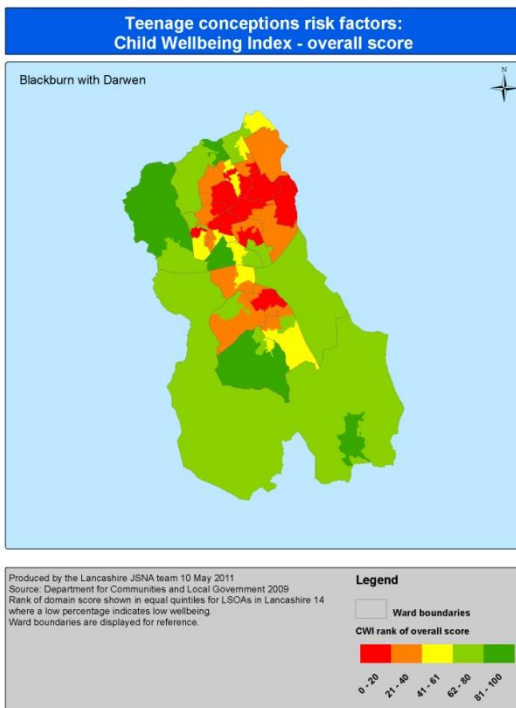 Teenage conceptions risk factors:
Child Wellbeing Index - overall score
Blackburn with Darwen
N
Produced by the Lancashire JSNA team 10 May 2011
Source: Department for Communities and Local Government 2009
Rank of domain score shown in equal quintiles for LSOAs in Lancashire 14
where a low percentage indicates low wellbeing.
Ward boundaries are displayed for reference.
Legend
Ward boundaries
CWI rank of overall score
0 - 20
21 - 40
41 - 61
62 - 80
81 - 100